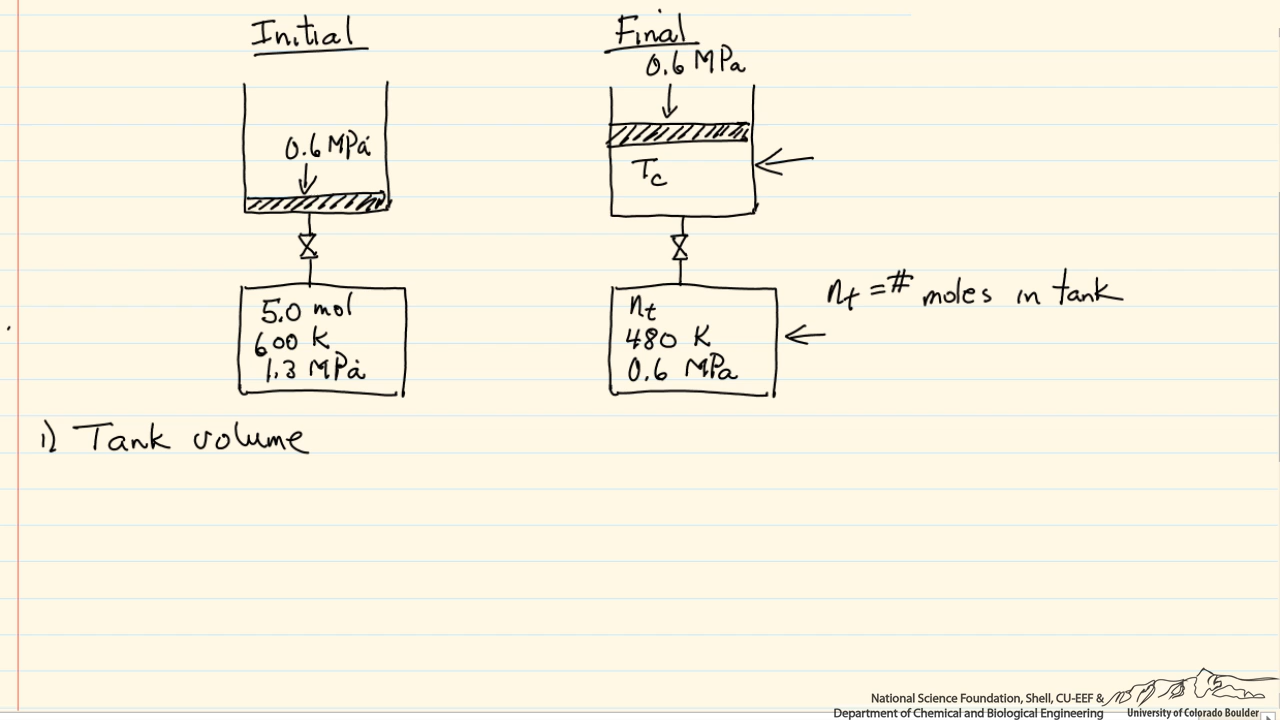 Initial
Final
0.6 MPa
0.6 MPa
Tc
5.0 mol
600 K
1.3 MPa
nt
480 K
0.6 MPa
nt = # moles in tank
1) Tank volume
National Science Foundation, Shell, CU-EEF &
Department of Chemical and Biological Engineering
University of Colorado Boulder